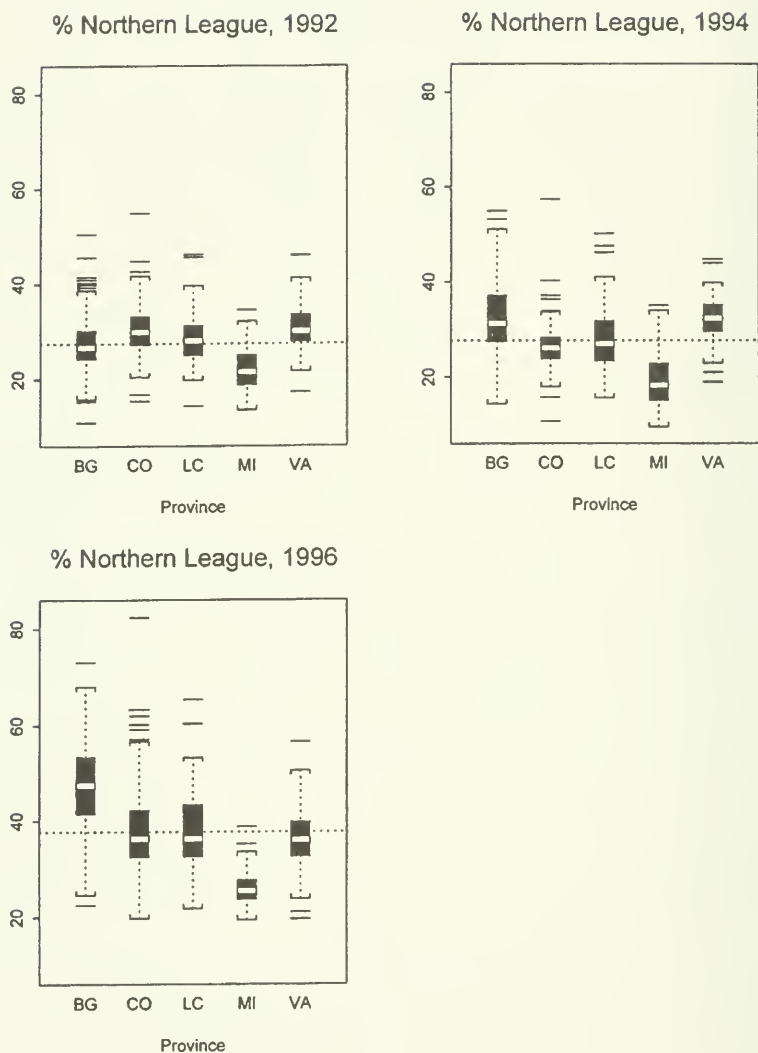 % Northern League, 1992
80
60
40
20
BG CO LC MI VA
Province
% Northern League, 1994
80
60
40
20
BG CO LC MI VA
Province
% Northern League, 1996
80
60
40
20
BG CO LC MI VA
Province